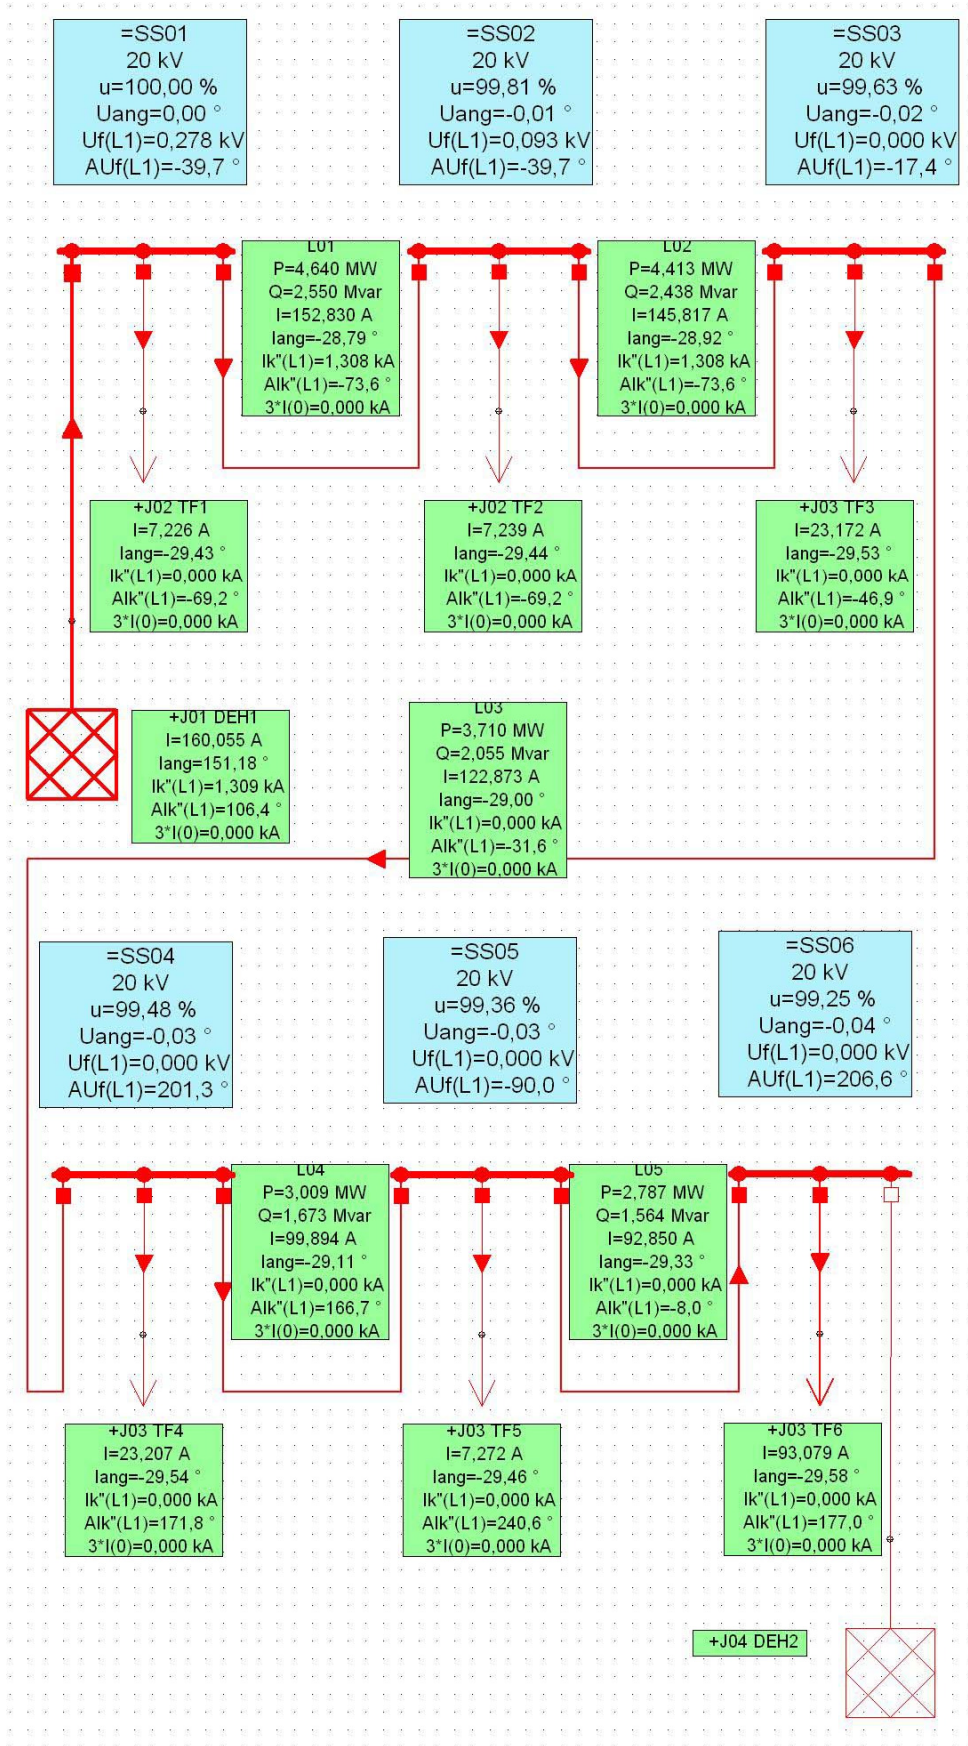 =SS01
20 kV
u=100,00 %
Uang=0,00 °
Uf(L1)=0,278 kV
AUf(L1)=-39,7 °
=SS02
20 kV
u=99,81 %
Uang=-0,01 °
Uf(L1)=0,093 kV
AUf(L1)=-39,7 °
=SS03
20 kV
u=99,63 %
Uang=-0,02 °
Uf(L1)=0,000 kV
AUf(L1)=-17,4 °
L01
P=4,640 MW
Q=2,550 Mvar
I=152,830 A
Iang=-28,79 °
Ik"(L1)=1,308 kA
AIk"(L1)=-73,6 °
3*I(0)=0,000 kA
L02
P=4,413 MW
Q=2,438 Mvar
I=145,817 A
Iang=-28,92 °
Ik"(L1)=1,308 kA
AIk"(L1)=-73,6 °
3*I(0)=0,000 kA
+J02 TF1
I=7,226 A
Iang=-29,43 °
Ik"(L1)=0,000 kA
AIk"(L1)=-69,2 °
3*I(0)=0,000 kA
+J02 TF2
I=7,239 A
Iang=-29,44 °
Ik"(L1)=0,000 kA
AIk"(L1)=-69,2 °
3*I(0)=0,000 kA
+J03 TF3
I=23,172 A
Iang=-29,53 °
Ik"(L1)=0,000 kA
AIk"(L1)=-46,9 °
3*I(0)=0,000 kA
+J01 DEH1
I=160,055 A
Iang=151,18 °
Ik"(L1)=1,309 kA
AIk"(L1)=106,4 °
3*I(0)=0,000 kA
L03
P=3,710 MW
Q=2,055 Mvar
I=122,873 A
Iang=-29,00 °
Ik"(L1)=0,000 kA
AIk"(L1)=-31,6 °
3*I(0)=0,000 kA
=SS04
20 kV
u=99,48 %
Uang=-0,03 °
Uf(L1)=0,000 kV
AUf(L1)=201,3 °
=SS05
20 kV
u=99,36 %
Uang=-0,03 °
Uf(L1)=0,000 kV
AUf(L1)=-90,0 °
=SS06
20 kV
u=99,25 %
Uang=-0,04 °
Uf(L1)=0,000 kV
AUf(L1)=206,6 °
L04
P=3,009 MW
Q=1,673 Mvar
I=99,894 A
Iang=-29,11 °
Ik"(L1)=0,000 kA
AIk"(L1)=166,7 °
3*I(0)=0,000 kA
L05
P=2,787 MW
Q=1,564 Mvar
I=92,850 A
Iang=-29,33 °
Ik"(L1)=0,000 kA
AIk"(L1)=-8,0 °
3*I(0)=0,000 kA
+J03 TF4
I=23,207 A
Iang=-29,54 °
Ik"(L1)=0,000 kA
AIk"(L1)=171,8 °
3*I(0)=0,000 kA
+J03 TF5
I=7,272 A
Iang=-29,46 °
Ik"(L1)=0,000 kA
AIk"(L1)=240,6 °
3*I(0)=0,000 kA
+J03 TF6
I=93,079 A
Iang=-29,58 °
Ik"(L1)=0,000 kA
AIk"(L1)=177,0 °
3*I(0)=0,000 kA
+J04 DEH2